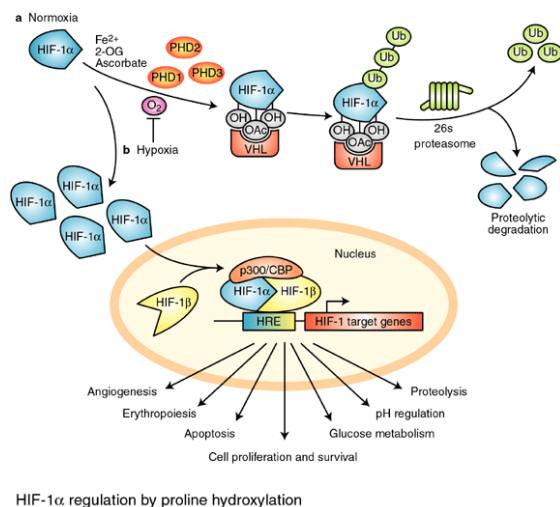 a Normoxia
HIF-1α
Fe²⁺
2-OG
Ascorbate
PHD2
PHD1
PHD3
O₂
b Hypoxia
HIF-1α
OH
OH
OAc
VHL
Ub
Ub
Ub
HIF-1α
OH
OH
OAc
VHL
26s
proteasome
Ub
Ub
Ub
Proteolytic
degradation
HIF-1α
HIF-1α
HIF-1α
HIF-1α
Nucleus
p300/CBP
HIF-1β
HIF-1α
HIF-1β
HRE
HIF-1 target genes
Angiogenesis
Erythropoiesis
Apoptosis
Cell proliferation and survival
Glucose metabolism
pH regulation
Proteolysis
HIF-1α regulation by proline hydroxylation